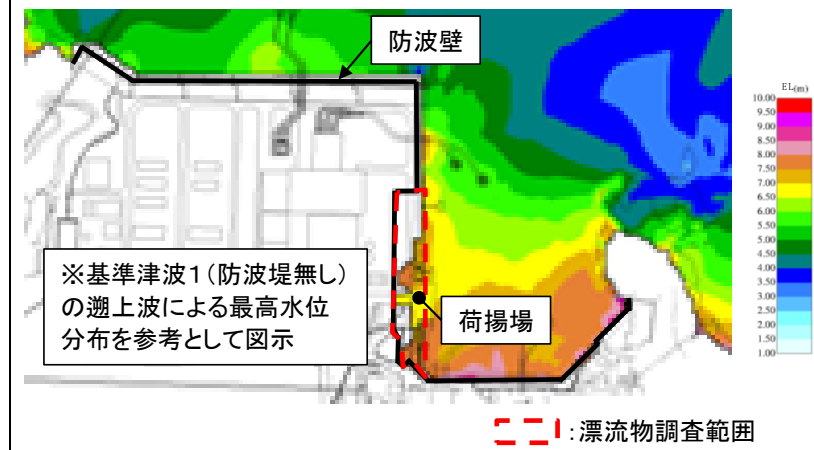 防波壁
EL(m)
10.00
9.50
9.00
8.50
8.00
7.50
7.00
6.50
6.00
5.50
5.00
4.50
4.00
3.50
3.00
2.50
2.00
1.50
1.00
※基準津波1(防波堤無し)
の遡上波による最高水位
分布を参考として図示
荷揚場
:漂流物調査範囲